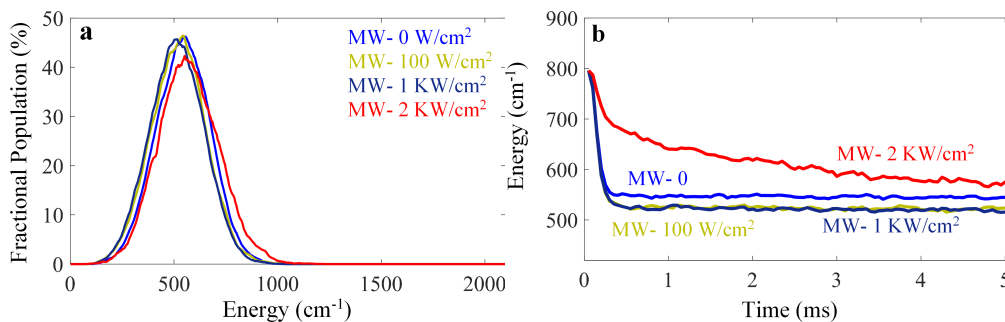 a
MW- 0 W/cm²
MW- 100 W/cm²
MW- 1 KW/cm²
MW- 2 KW/cm²
Fractional Population (%)
50
40
30
20
10
0
0 500 1000 1500 2000
Energy (cm⁻¹)
b
MW- 2 KW/cm²
MW- 0
MW- 100 W/cm²
MW- 1 KW/cm²
Energy (cm⁻¹)
900
800
700
600
500
1 2 3 4 5
Time (ms)